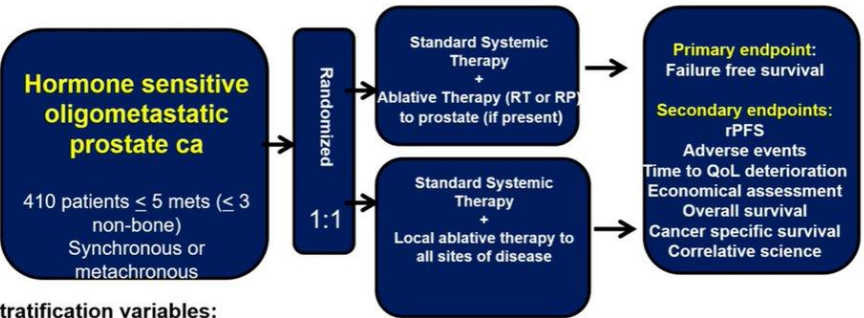 Hormone sensitive
oligometastatic
prostate ca
410 patients ≤ 5 mets (≤ 3
non-bone)
Synchronous or
metachronous
Randomized
1:1
Standard Systemic
Therapy
+
Ablative Therapy (RT or RP)
to prostate (if present)
Standard Systemic
Therapy
+
Local ablative therapy to
all sites of disease
Primary endpoint:
Failure free survival
Secondary endpoints:
rPFS
Adverse events
Time to QoL deterioration
Economical assessment
Overall survival
Cancer specific survival
Correlative science
tratification variables: